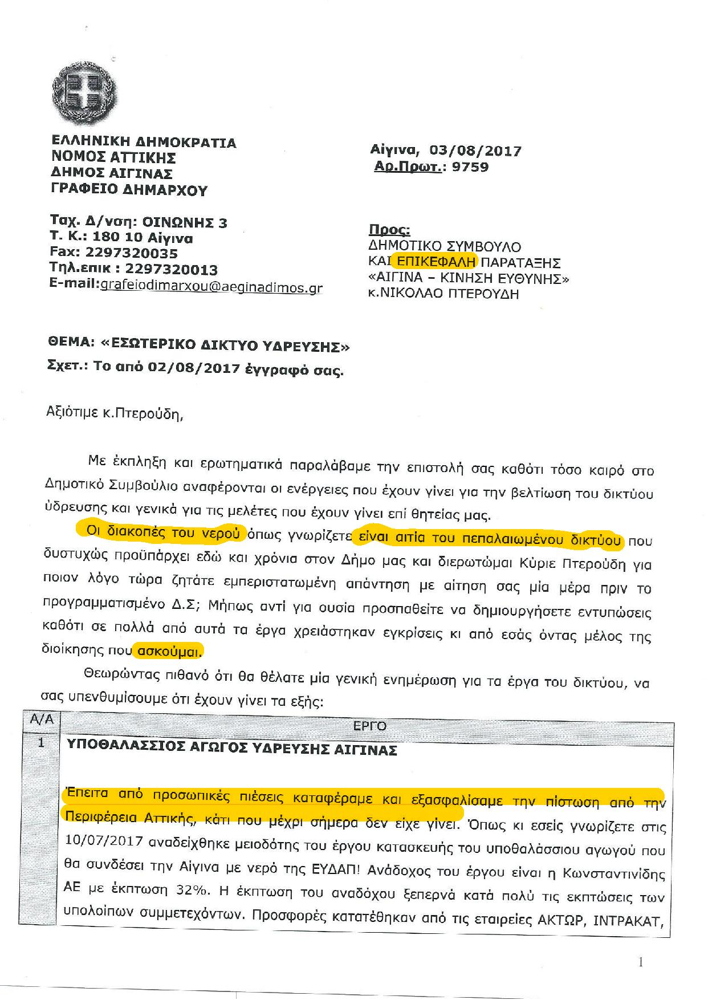 ΕΛΛΗΝΙΚΗ ΔΗΜΟΚΡΑΤΙΑ
ΝΟΜΟΣ ΑΤΤΙΚΗΣ
ΔΗΜΟΣ ΑΙΓΙΝΑΣ
ΓΡΑΦΕΙΟ ΔΗΜΑΡΧΟΥ
Αίγινα, 03/08/2017
Αρ.Πρωτ.: 9759
Ταχ. Δ/νση: ΟΙΝΩΝΗΣ 3
Τ. Κ.: 180 10 Αίγινα
Fax: 2297320035
Τηλ.επικ : 2297320013
E-mail:grafeiodimarxou@aeginadimos.gr
Προς:
ΔΗΜΟΤΙΚΟ ΣΥΜΒΟΥΛΟ
ΚΑΙ ΕΠΙΚΕΦΑΛΗ ΠΑΡΑΤΑΞΗΣ
«ΑΙΓΙΝΑ – ΚΙΝΗΣΗ ΕΥΘΥΝΗΣ»
κ.ΝΙΚΟΛΑΟ ΠΤΕΡΟΥΔΗ
ΘΕΜΑ: «ΕΣΩΤΕΡΙΚΟ ΔΙΚΤΥΟ ΥΔΡΕΥΣΗΣ»
Σχετ.: Το από 02/08/2017 έγγραφό σας.
Αξιότιμε κ.Πτερούδη,
Με έκπληξη και ερωτηματικά παραλάβαμε την επιστολή σας καθότι τόσο καιρό στο
Δημοτικό Συμβούλιο αναφέρονται οι ενέργειες που έχουν γίνει για την βελτίωση του δικτύου
ύδρευσης και γενικά για τις μελέτες που έχουν γίνει επί θητείας μας.
Οι διακοπές του νερού όπως γνωρίζετε είναι αιτία του πεπαλαιωμένου δικτύου που
δυστυχώς προϋπάρχει εδώ και χρόνια στον Δήμο μας και διερωτώμαι Κύριε Πτερούδη για
ποιον λόγο τώρα ζητάτε εμπεριστατωμένη απάντηση με αίτηση σας μία μέρα πριν το
προγραμματισμένο Δ.Σ; Μήπως αντί για ουσία προσπαθείτε να δημιουργήσετε εντυπώσεις
καθότι σε πολλά από αυτά τα έργα χρειάστηκαν εγκρίσεις κι από εσάς όντας μέλος της
διοίκησης που ασκούμαι.
Θεωρώντας πιθανό ότι θα θέλατε μία γενική ενημέρωση για τα έργα του δικτύου, να
σας υπενθυμίσουμε ότι έχουν γίνει τα εξής:
Α/Α ΕΡΓΟ
1 ΥΠΟΘΑΛΑΣΣΙΟΣ ΑΓΩΓΟΣ ΥΔΡΕΥΣΗΣ ΑΙΓΙΝΑΣ
Έπειτα από προσωπικές πιέσεις καταφέραμε και εξασφαλίσαμε την πίστωση από την
Περιφέρεια Αττικής, κάτι που μέχρι σήμερα δεν είχε γίνει. Όπως κι εσείς γνωρίζετε στις
10/07/2017 αναδείχθηκε μειοδότης του έργου κατασκευής του υποθαλάσσιου αγωγού που
θα συνδέσει την Αίγινα με νερό της ΕΥΔΑΠ! Ανάδοχος του έργου είναι η Κωνσταντινίδης
ΑΕ με έκπτωση 32%. Η έκπτωση του αναδόχου ξεπερνά κατά πολύ τις εκπτώσεις των
υπολοίπων συμμετεχόντων. Προσφορές κατατέθηκαν από τις εταιρείες ΑΚΤΩΡ, ΙΝΤΡΑΚΑΤ,
1